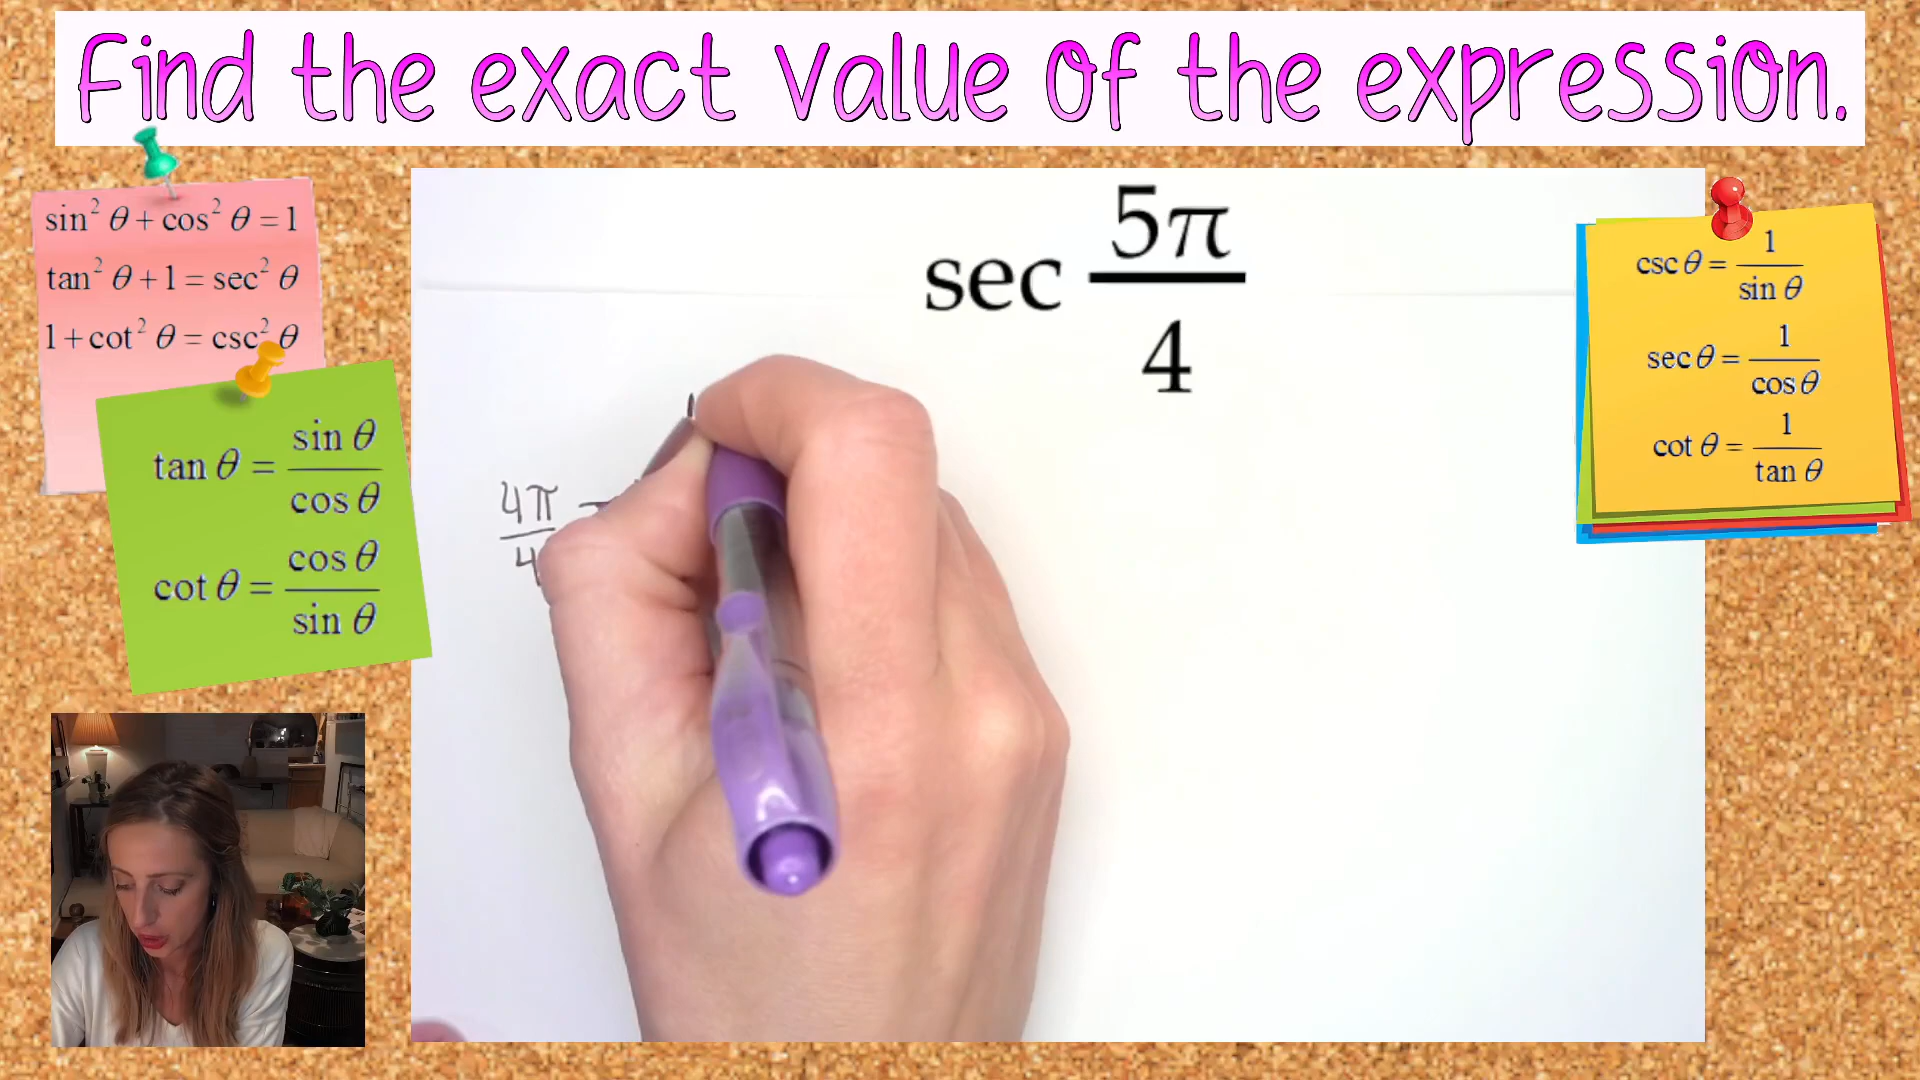 Find the exact value of the expression.
sin² θ + cos² θ = 1
tan² θ + 1 = sec² θ
1 + cot² θ = csc² θ
tan θ = sin θ / cos θ
cot θ = cos θ / sin θ
sec 5π / 4
4π / 4
csc θ = 1 / sin θ
sec θ = 1 / cos θ
cot θ = 1 / tan θ